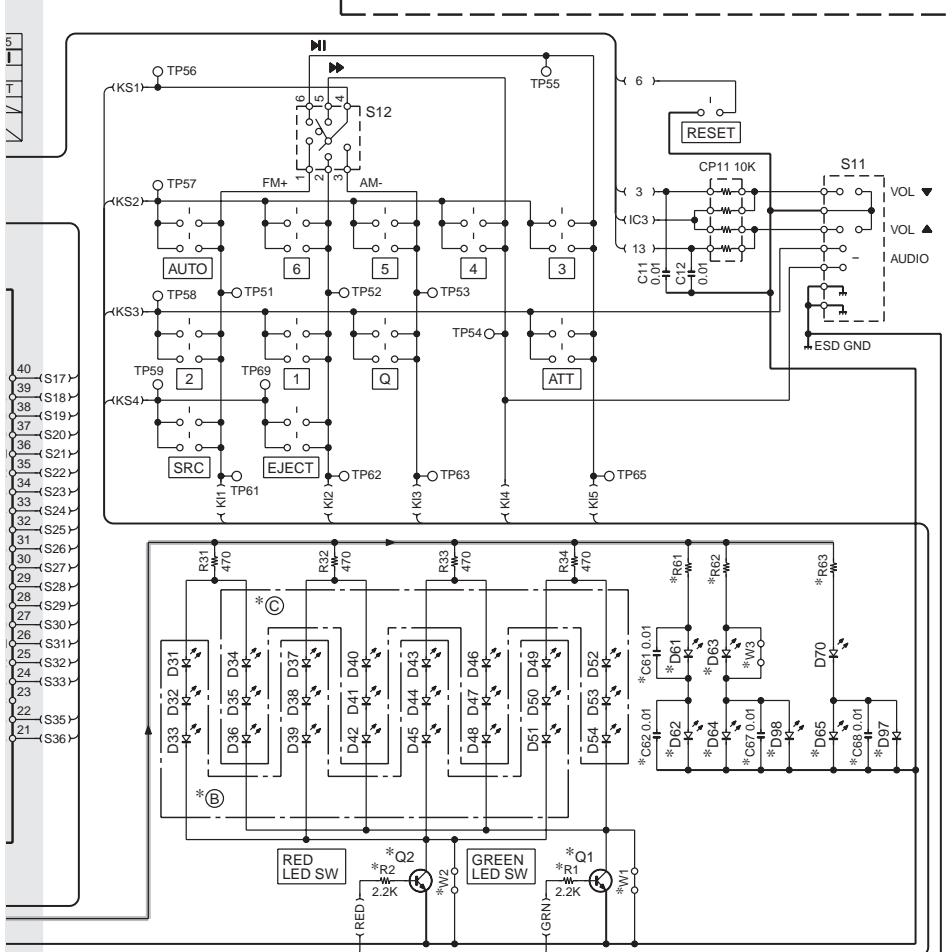 5
T
TP56
TP55
6
KS1
6 5 4
S12
RESET
CP11 10K
S11
1 2 3
TP57
FM+
AM-
3
VOL ▼
KS2
IC3
VOL ▲
13
AUDIO
–
AUTO
6
5
4
3
C11
0.01
C12
0.01
TP58
TP51
TP52
TP53
KS3
TP54
ESD GND
TP59
2
TP69
1
Q
ATT
KS4
SRC
EJECT
TP61
TP62
TP63
TP65
KI1
KI2
KI3
KI4
KI5
40 S17
39 S18
38 S19
37 S20
36 S21
35 S22
34 S23
33 S24
32 S25
31 S26
30 S27
29 S28
28 S29
27 S30
26 S31
25 S32
24 S33
23
22 S35
21 S36
R31
470
R32
470
R33
470
R34
470
*R61
*R62
*R63
*C
D31
D34
D37
D40
D43
D46
D49
D52
*C61 0.01
*D61
*D63
*W3
D70
D32
D35
D38
D41
D44
D47
D50
D53
D33
D36
D39
D42
D45
D48
D51
D54
*C62 0.01
*D62
*D64
*C67 0.01
*D98
*D65
*C68 0.01
*D97
*B
RED
LED SW
*Q2
*R2
2.2K
*W2
GREEN
LED SW
*Q1
*R1
2.2K
*W1
RED
GRN